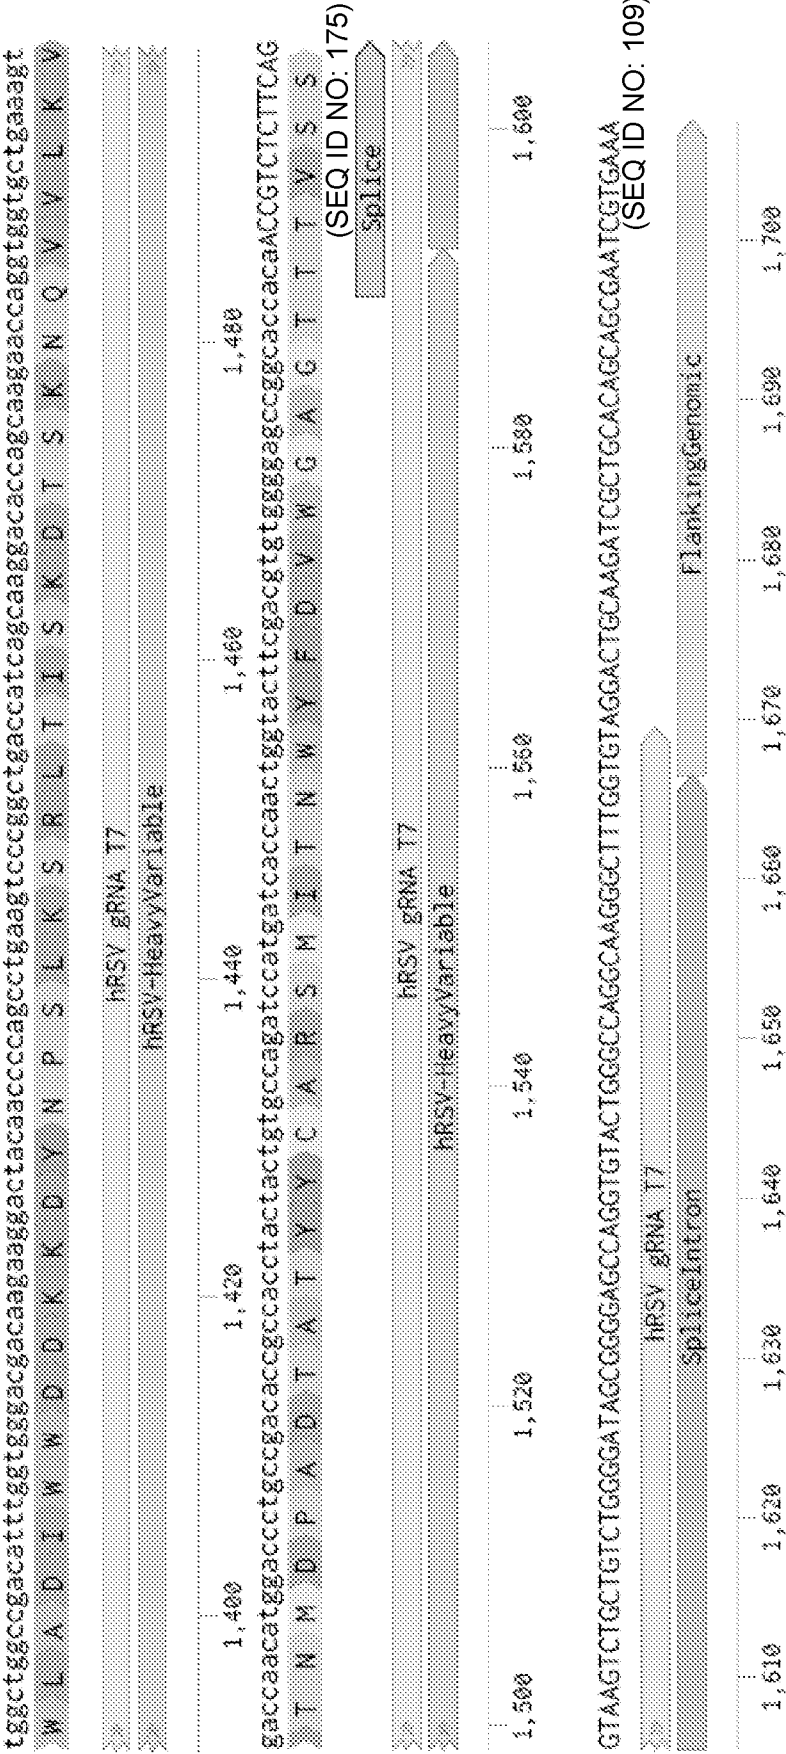 tggctggccgacatttggtgggacgacaagaaggactacaaccccagcctgaagtcccggctgaccatcagcaaggacaccagcaagaaccaggtggtgctgaaagt
W L A D I W W D D K K D Y N P S L K S R L T I S K D T S K N Q V V L K V
hRSV gRNA T7
hRSV-HeavyVariable
1,400 1,420 1,440 1,460 1,480
gaccaacatggaccctgccgacaccgccacctactactgtgccagatccatgatcaccaactggtacttcgacgtgtggggagccggcaccacaACCGTCTCTTCAG
T N M D P A D T A T Y Y C A R S M I T N W Y F D V W G A G T T T V S S
(SEQ ID NO: 175)
Splice
hRSV gRNA T7
hRSV-HeavyVariable
1,500 1,520 1,540 1,560 1,580 1,600
GTAAGTCTGCTGTCTGGGGATAGCGGGGAGCCAGGTGTACTGGGCCAGGCAAGGGCTTTGGTGTAGGACTGCAAGATCGCTGCACAGCAGCGAATCGTGAAA
(SEQ ID NO: 109)
hRSV gRNA T7
SpliceIntron FlankingGenomic
1,610 1,620 1,630 1,640 1,650 1,660 1,670 1,680 1,690 1,700